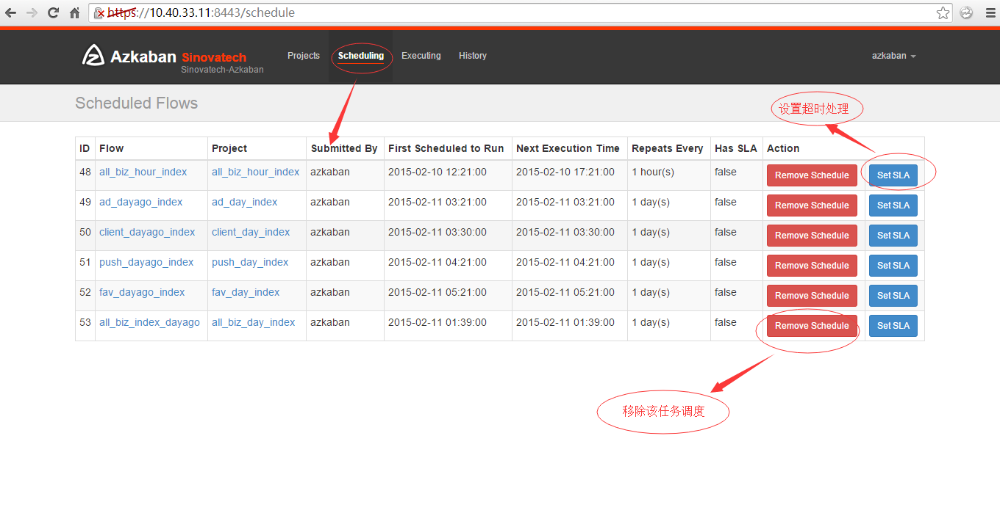 https://10.40.33.11:8443/schedule
Azkaban Sinovatech Projects Scheduling Executing History azkaban
Sinovatech-Azkaban
Scheduled Flows
设置超时处理
ID Flow Project Submitted By First Scheduled to Run Next Execution Time Repeats Every Has SLA Action
48 all_biz_hour_index all_biz_hour_index azkaban 2015-02-10 12:21:00 2015-02-10 17:21:00 1 hour(s) false Remove Schedule Set SLA
49 ad_dayago_index ad_day_index azkaban 2015-02-11 03:21:00 2015-02-11 03:21:00 1 day(s) false Remove Schedule Set SLA
50 client_dayago_index client_day_index azkaban 2015-02-11 03:30:00 2015-02-11 03:30:00 1 day(s) false Remove Schedule Set SLA
51 push_dayago_index push_day_index azkaban 2015-02-11 04:21:00 2015-02-11 04:21:00 1 day(s) false Remove Schedule Set SLA
52 fav_dayago_index fav_day_index azkaban 2015-02-11 05:21:00 2015-02-11 05:21:00 1 day(s) false Remove Schedule Set SLA
53 all_biz_index_dayago all_biz_day_index azkaban 2015-02-11 01:39:00 2015-02-11 01:39:00 1 day(s) false Remove Schedule Set SLA
移除该任务调度